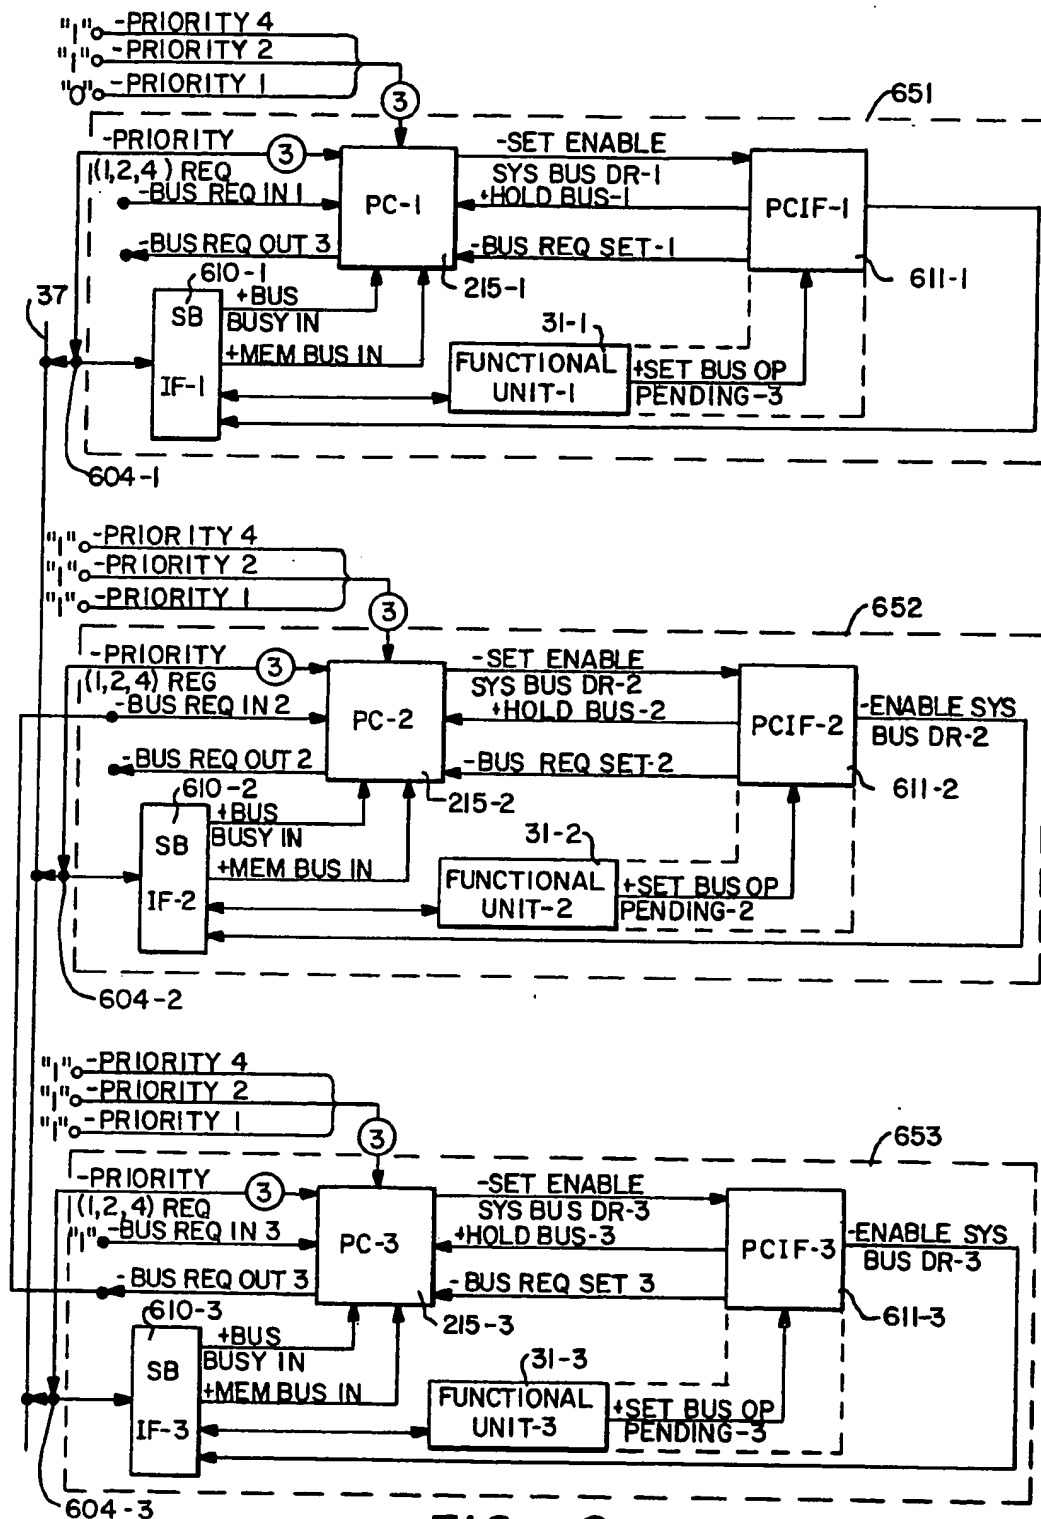 "1" -PRIORITY 4
"1" -PRIORITY 2
"0" -PRIORITY 1
3
651
-PRIORITY
(1,2,4) REQ
3
-BUS REQ IN 1
-BUS REQ OUT 3
PC-1
215-1
-SET ENABLE
SYS BUS DR-1
+HOLD BUS-1
-BUS REQ SET-1
PCIF-1
611-1
37
610-1
SB
IF-1
+BUS
BUSY IN
+MEM BUS IN
31-1
FUNCTIONAL
UNIT-1
+SET BUS OP
PENDING-3
604-1
"1" -PRIORITY 4
"1" -PRIORITY 2
"1" -PRIORITY 1
3
652
-PRIORITY
(1,2,4) REG
3
-BUS REQ IN 2
-BUS REQ OUT 2
PC-2
215-2
-SET ENABLE
SYS BUS DR-2
+HOLD BUS-2
-BUS REQ SET-2
PCIF-2
611-2
-ENABLE SYS
BUS DR-2
610-2
SB
IF-2
+BUS
BUSY IN
+MEM BUS IN
31-2
FUNCTIONAL
UNIT-2
+SET BUS OP
PENDING-2
604-2
"1" -PRIORITY 4
"1" -PRIORITY 2
"1" -PRIORITY 1
3
653
-PRIORITY
(1,2,4) REQ
3
"1" -BUS REQ IN 3
-BUS REQ OUT 3
PC-3
215-3
-SET ENABLE
SYS BUS DR-3
+HOLD BUS-3
-BUS REQ SET 3
PCIF-3
611-3
-ENABLE SYS
BUS DR-3
610-3
SB
IF-3
+BUS
BUSY IN
+MEM BUS IN
31-3
FUNCTIONAL
UNIT-3
+SET BUS OP
PENDING-3
604-3